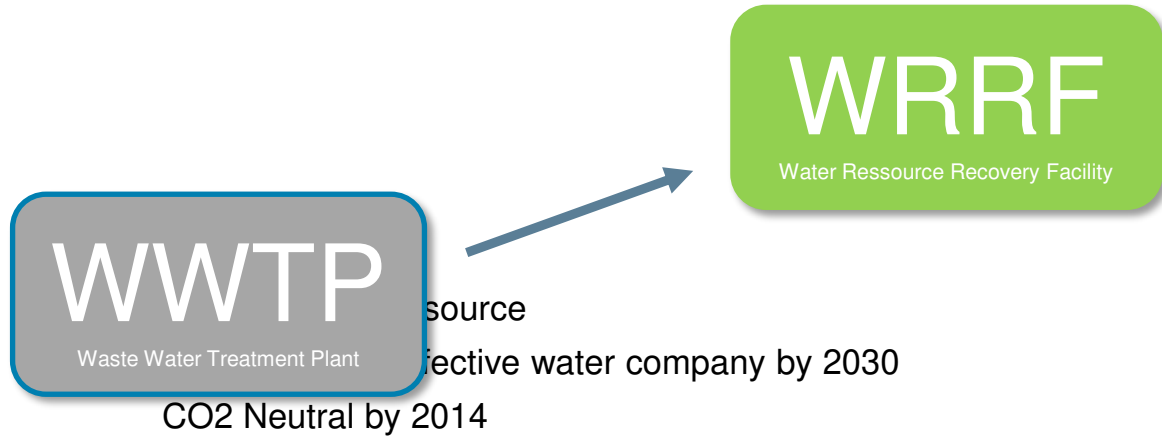 WRRF
Water Ressource Recovery Facility
WWTP
Waste Water Treatment Plant
source
fective water company by 2030
CO2 Neutral by 2014